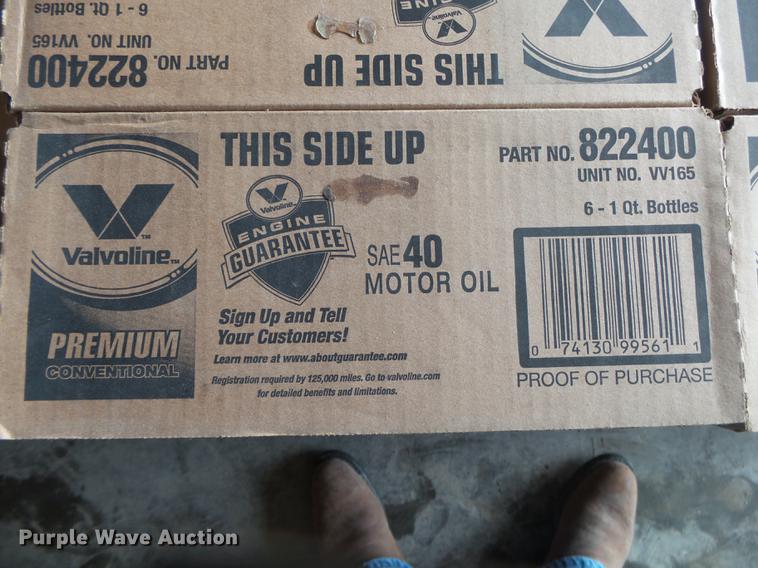 6 - 1 Qt. Bottles
UNIT NO. VV165
PART NO. 822400
Valvoline
ENGINE
THIS SIDE UP
THIS SIDE UP
PART NO. 822400
UNIT NO. VV165
6 - 1 Qt. Bottles
Valvoline™
PREMIUM
CONVENTIONAL
Valvoline
ENGINE
GUARANTEE
SAE 40
MOTOR OIL
Sign Up and Tell
Your Customers!
Learn more at www.aboutguarantee.com
Registration required by 125,000 miles. Go to valvoline.com
for detailed benefits and limitations.
0 74130 99561 1
PROOF OF PURCHASE
Purple Wave Auction